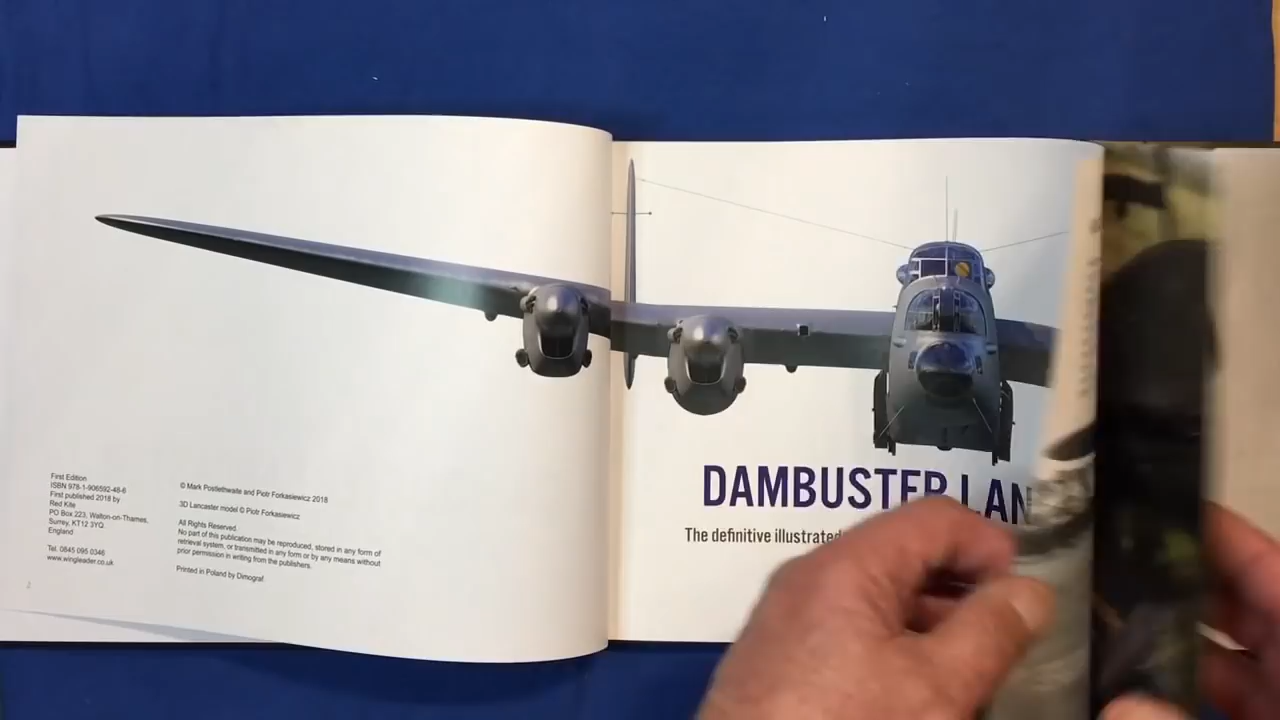 First Edition
ISBN 978-1-906592-48-6
First published 2018 by
Red Kite
PO Box 223, Walton-on-Thames,
Surrey, KT12 3YQ
England
Tel. 0845 095 0346
www.wingleader.co.uk
© Mark Postlethwaite and Piotr Forkasiewicz 2018
3D Lancaster model © Piotr Forkasiewicz
All Rights Reserved.
No part of this publication may be reproduced, stored in any form of
retrieval system, or transmitted in any form or by any means without
prior permission in writing from the publishers.
Printed in Poland by Dimograf
DAMBUSTER LAN
The definitive illustrated